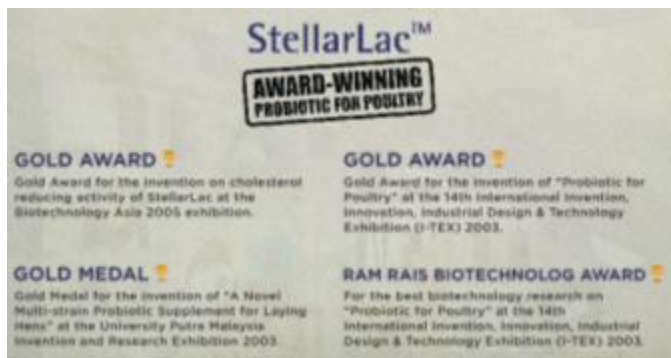 StellarLac™
AWARD-WINNING
PROBIOTIC FOR POULTRY
GOLD AWARD
Gold Award for the invention on cholesterol
reducing activity of StellarLac at the
Biotechnology Asia 2005 exhibition.
GOLD AWARD
Gold Award for the invention of "Probiotic for
Poultry" at the 14th International Invention,
Innovation, Industrial Design & Technology
Exhibition (I-TEX) 2003.
GOLD MEDAL
Gold Medal for the invention of "A Novel
Multi-strain Probiotic Supplement for Laying
Hens" at the University Putra Malaysia
Invention and Research Exhibition 2003.
RAM RAIS BIOTECHNOLOG AWARD
For the best biotechnology research on
"Probiotic for Poultry" at the 14th
International Invention, Innovation, Industrial
Design & Technology Exhibition (I-TEX) 2003.